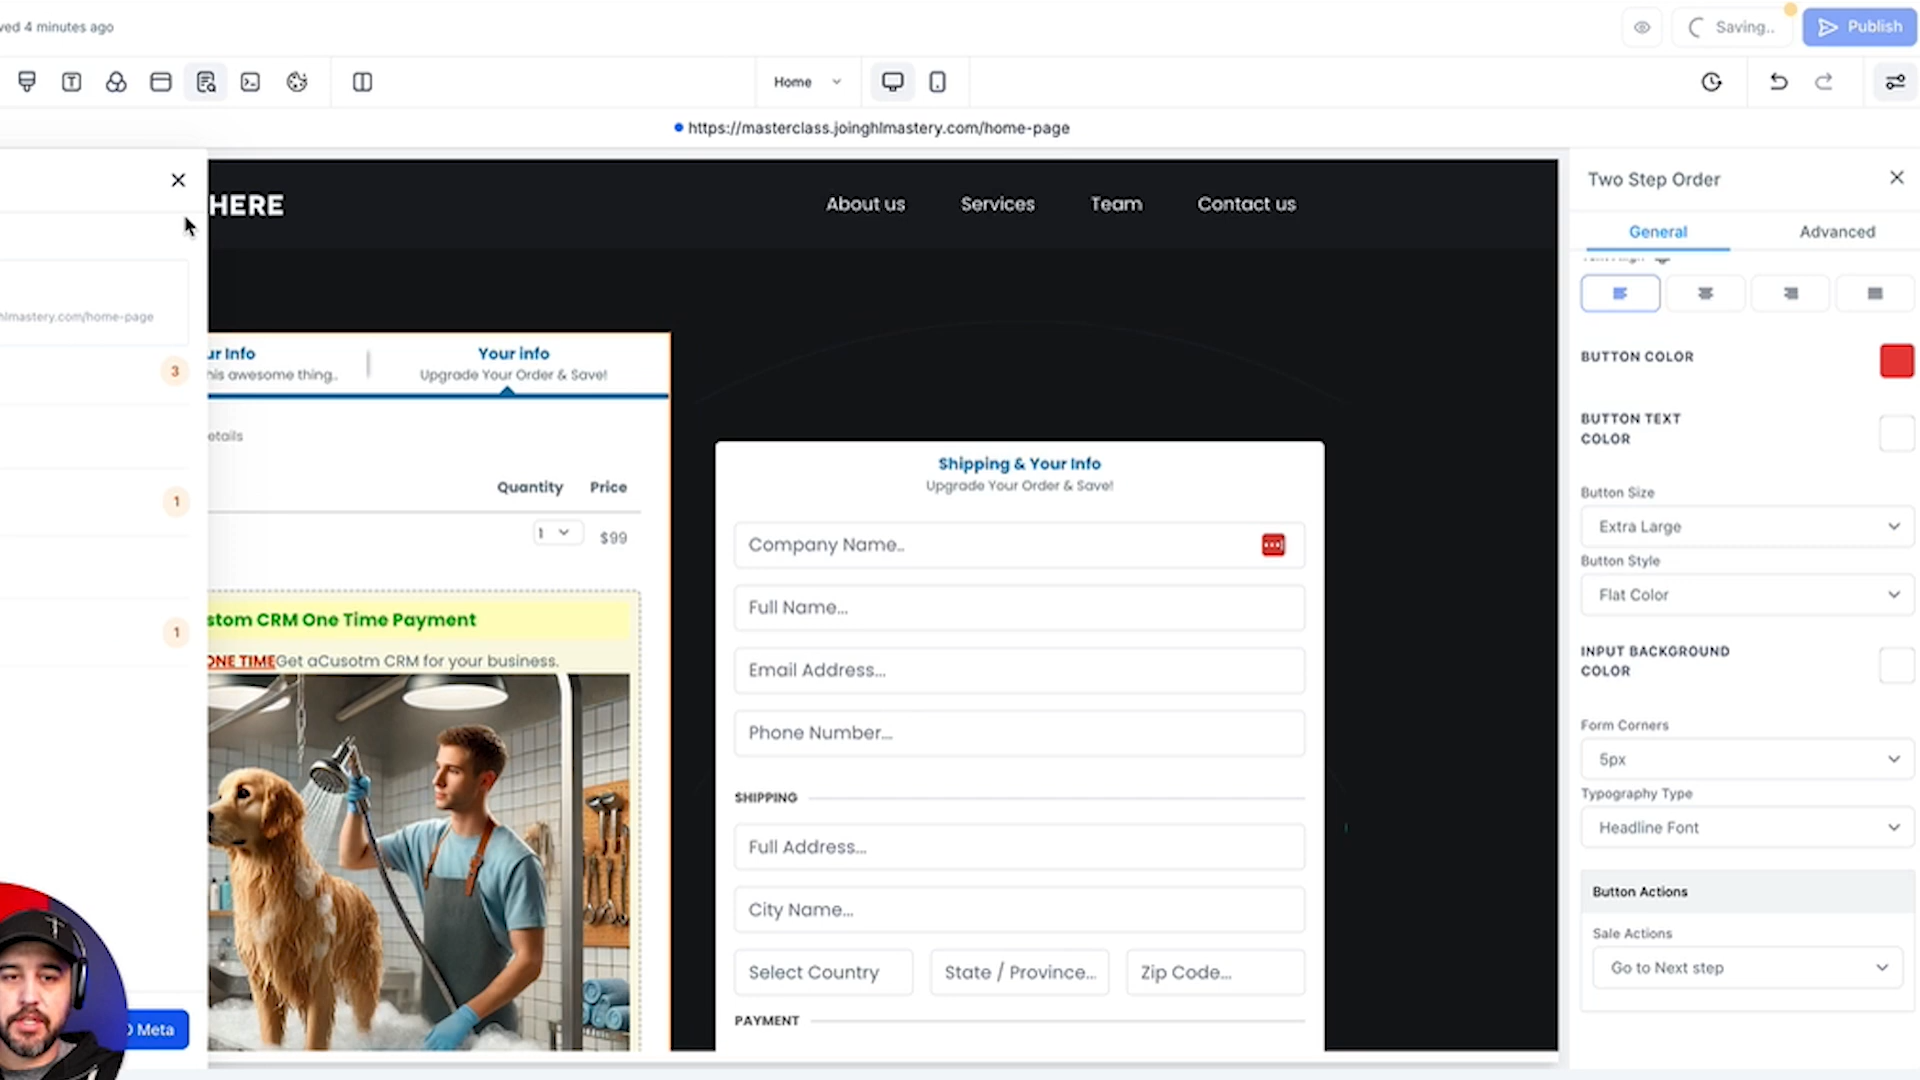 ved 4 minutes ago
Saving..
Publish
Home
https://masterclass.joinghlmastery.com/home-page
HERE
About us
Services
Team
Contact us
hlmastery.com/home-page
3
1
1
O Meta
ur Info
his awesome thing..
Your info
Upgrade Your Order & Save!
etails
Quantity
Price
1
$99
stom CRM One Time Payment
ONE TIMEGet aCusotm CRM for your business.
Shipping & Your Info
Upgrade Your Order & Save!
Company Name..
Full Name...
Email Address...
Phone Number...
SHIPPING
Full Address...
City Name...
Select Country
State / Province...
Zip Code...
PAYMENT
Two Step Order
General
Advanced
BUTTON COLOR
BUTTON TEXT
COLOR
Button Size
Extra Large
Button Style
Flat Color
INPUT BACKGROUND
COLOR
Form Corners
5px
Typography Type
Headline Font
Button Actions
Sale Actions
Go to Next step